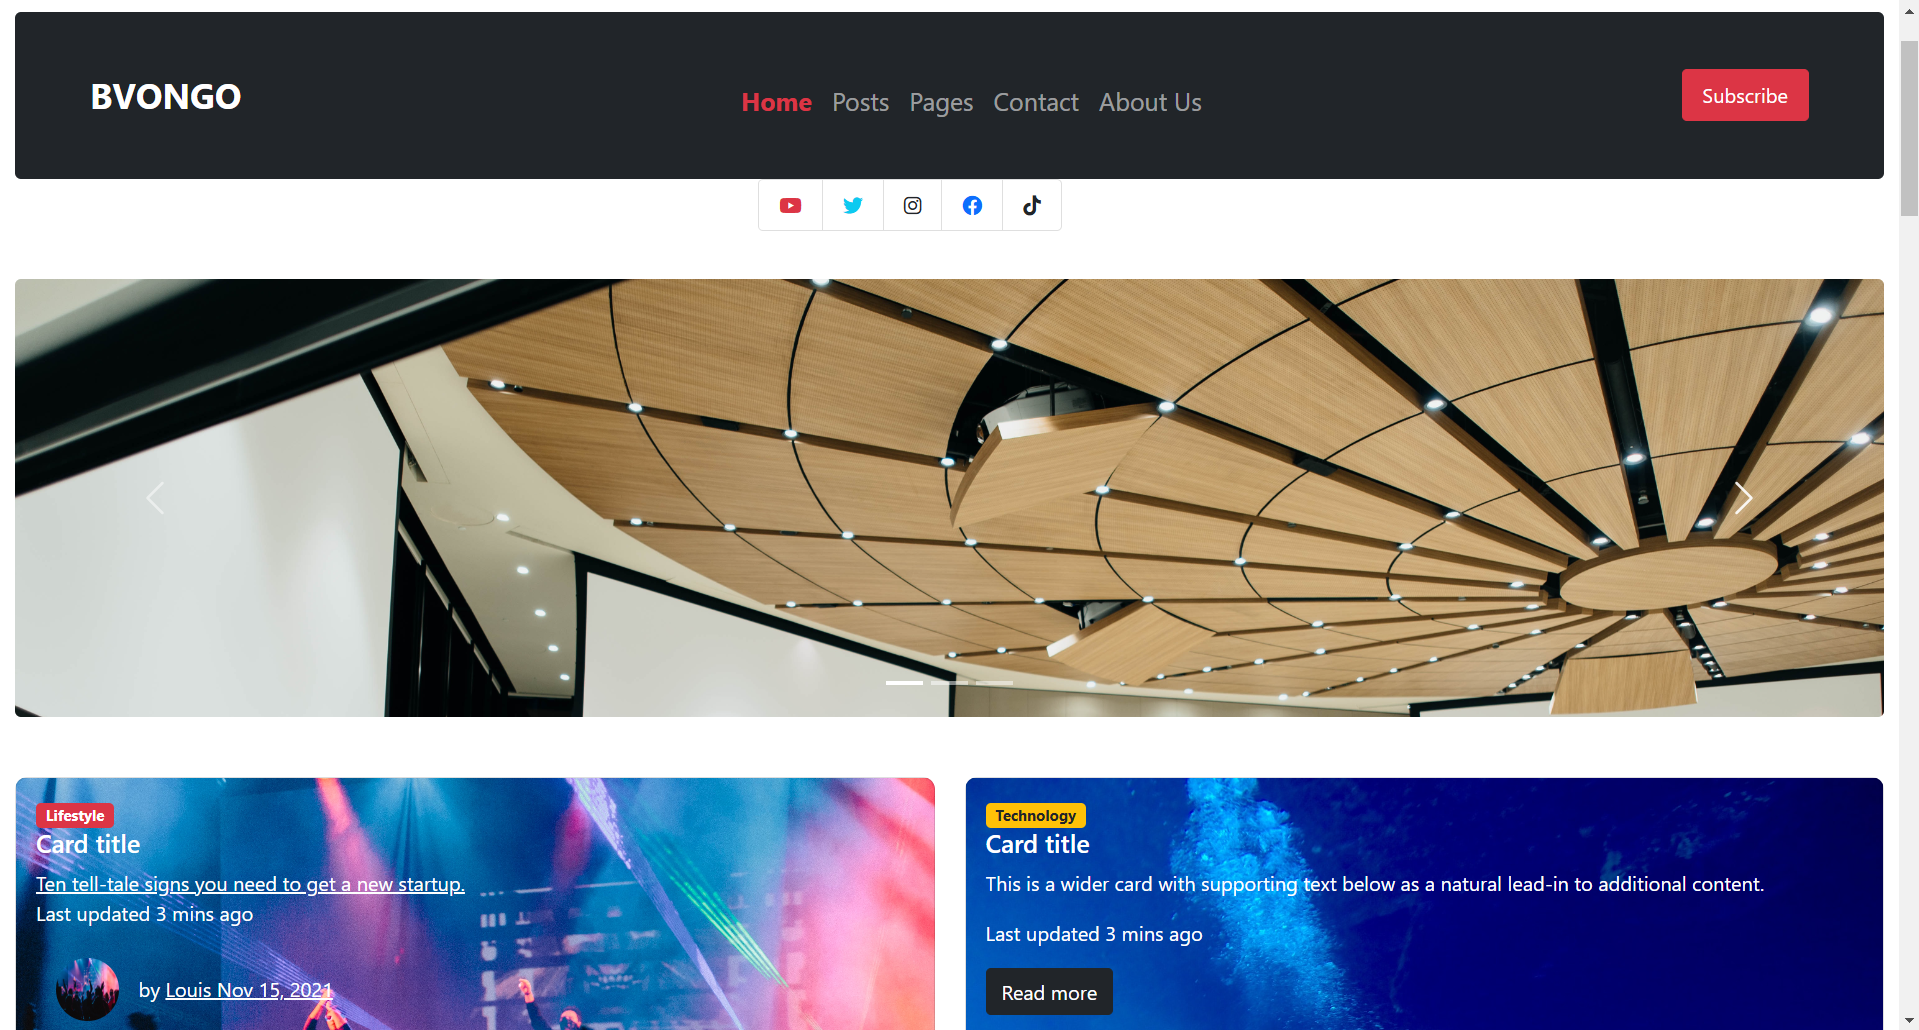 BVONGO
Home Posts Pages Contact About Us
Subscribe
Lifestyle
Card title
Ten tell-tale signs you need to get a new startup.
Last updated 3 mins ago
by Louis Nov 15, 2021
Technology
Card title
This is a wider card with supporting text below as a natural lead-in to additional content.
Last updated 3 mins ago
Read more